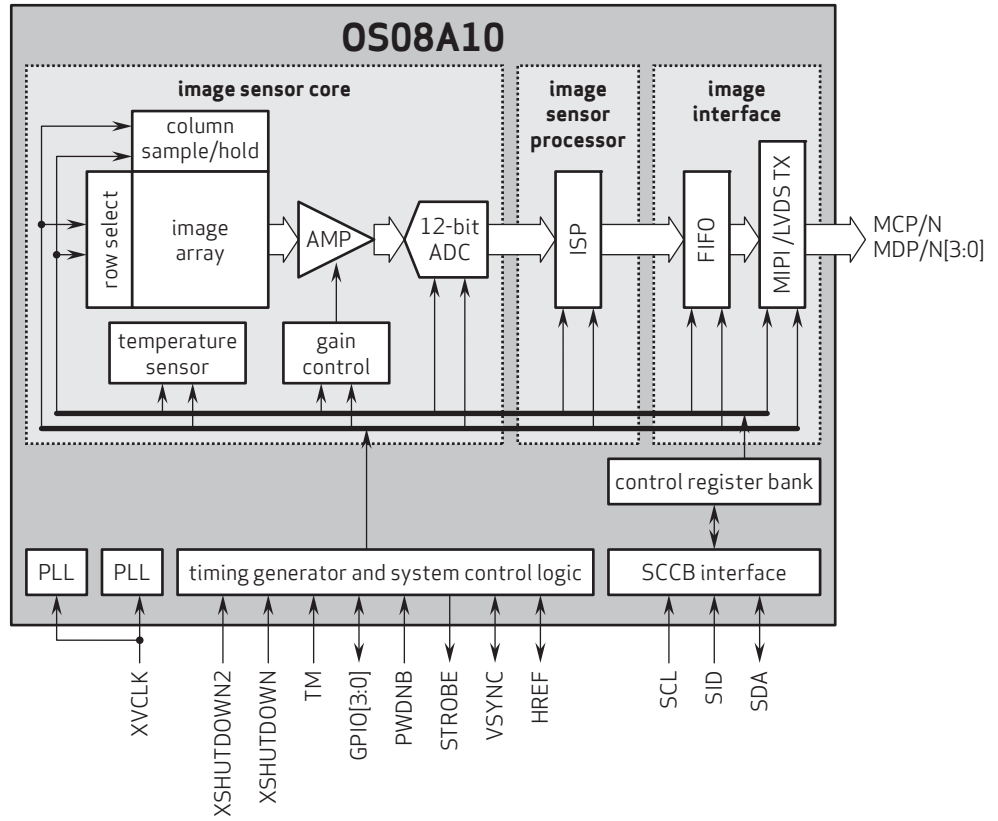 OS08A10
image sensor core
image
sensor
processor
image
interface
column
sample/hold
row select
image
array
AMP
12-bit
ADC
ISP
FIFO
MIPI/LVDS TX
MCP/N
MDP/N[3:0]
temperature
sensor
gain
control
control register bank
PLL
PLL
timing generator and system control logic
SCCB interface
XVCLK
XSHUTDOWN2
XSHUTDOWN
TM
GPIO[3:0]
PWDNB
STROBE
VSYNC
HREF
SCL
SID
SDA